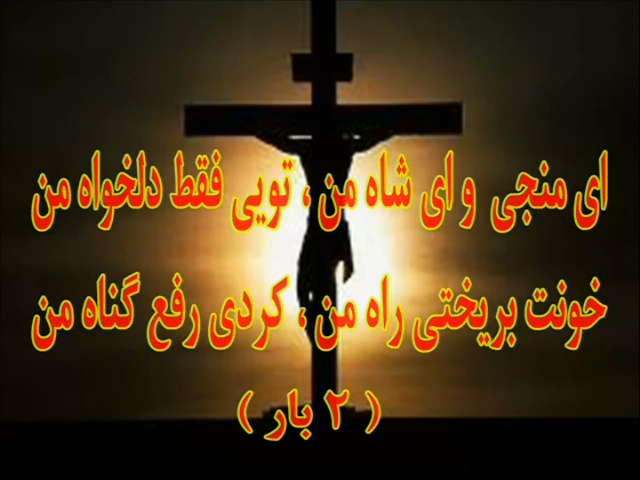 ای منجی و ای شاه من ، تویی فقط دلخواه من
خونت بریختی راه من ، کردی رفع گناه من
( ۲ بار )